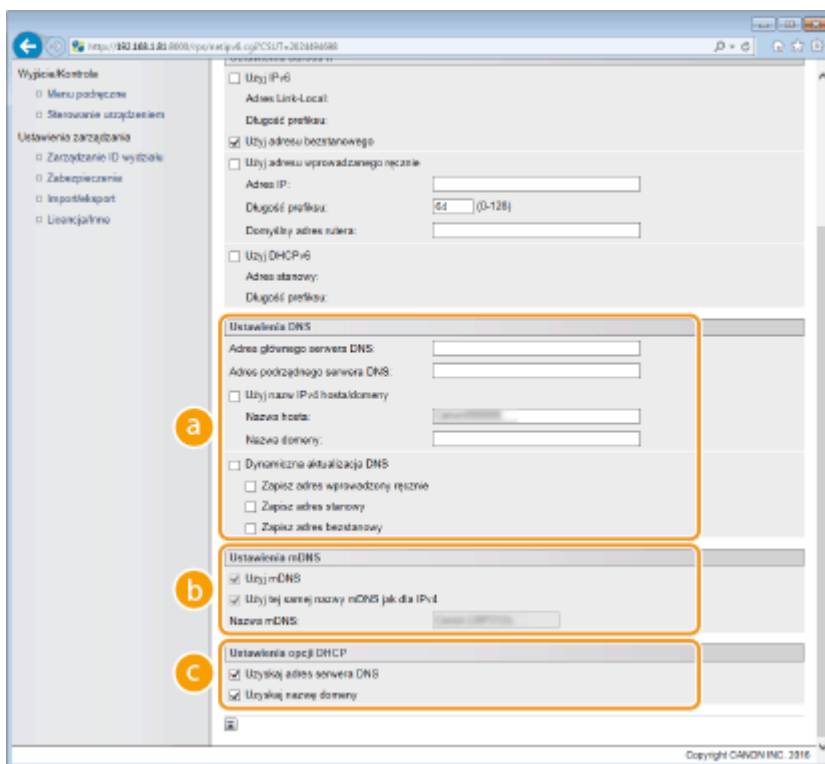 Wyjście/Kontrola
Menu podręczne
Sterowanie urządzeniem
Ustawienia zarządzania
Zarządzanie ID wydziału
Zabezpieczenia
Import/eksport
Licencja/Inne
Użyj IPv6
Adres Link-Local:
Długość prefiksu:
Użyj adresu bezstanowego
Użyj adresu wprowadzanego ręcznie
Adres IP:
Długość prefiksu: 64 (0-128)
Domyślny adres rutera:
Użyj DHCPv6
Adres stanowy:
Długość prefiksu:
Ustawienia DNS
Adres głównego serwera DNS:
Adres podrzędnego serwera DNS:
Użyj nazw IPv4 hosta/domeny
a
Nazwa hosta:
Nazwa domeny:
Dynamiczna aktualizacja DNS
Zapisz adres wprowadzony ręcznie
Zapisz adres stanowy
Zapisz adres bezstanowy
Ustawienia mDNS
b
Użyj mDNS
Użyj tej samej nazwy mDNS jak dla IPv4
Nazwa mDNS:
Ustawienia opcji DHCP
c
Uzyskaj adres serwera DNS
Uzyskaj nazwę domeny
Copyright CANON INC. 2016